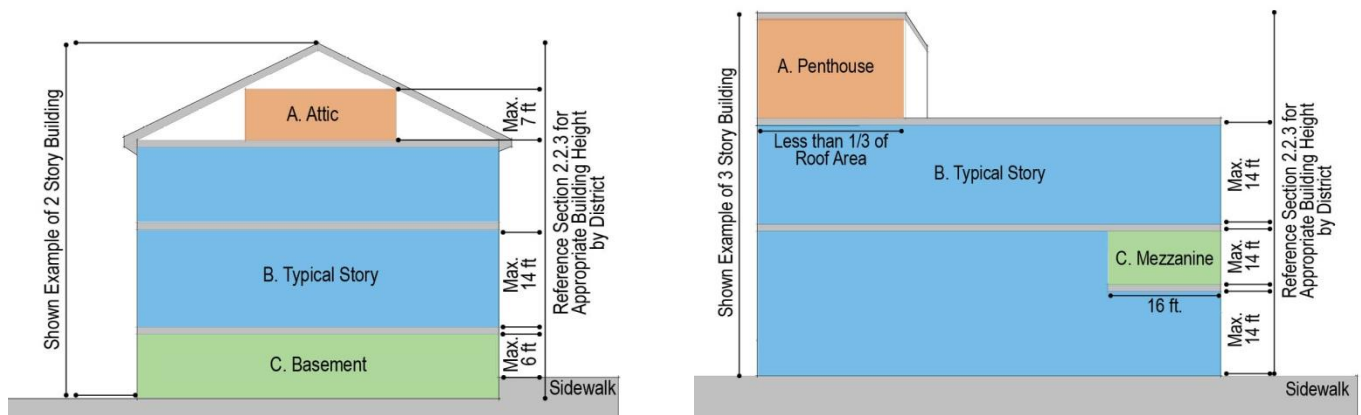 Shown Example of 2 Story Building
A. Attic
Max.
7 ft
B. Typical Story
Max.
14 ft
C. Basement
Max.
6 ft
Sidewalk
Reference Section 2.2.3 for
Appropriate Building Height
by District
Shown Example of 3 Story Building
A. Penthouse
Less than 1/3 of
Roof Area
B. Typical Story
Max.
14 ft
C. Mezzanine
Max.
14 ft
16 ft.
Max.
14 ft
Reference Section 2.2.3 for
Appropriate Building Height
by District
Sidewalk